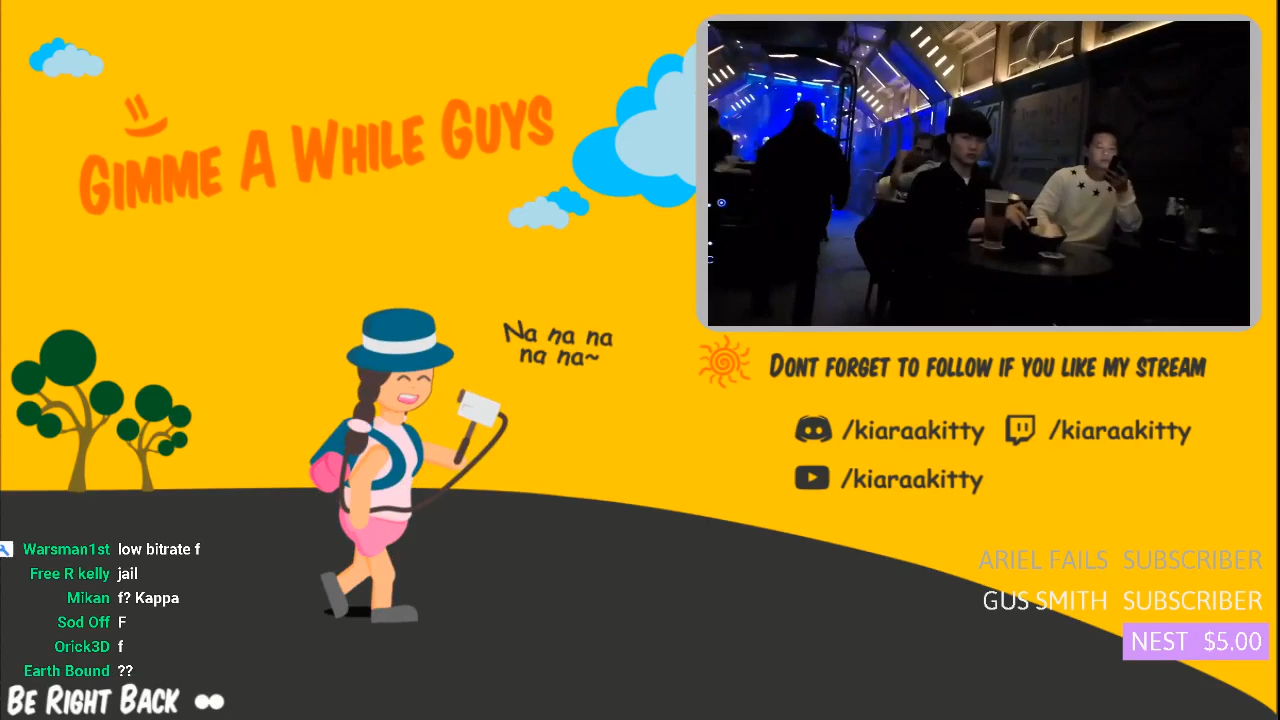 Gimme A While Guys
Na na na
na na~
Dont forget to follow if you like my stream
/kiaraakitty /kiaraakitty
/kiaraakitty
Warsman1st low bitrate f
Free R kelly jail
Mikan f? Kappa
Sod Off F
Orick3D f
Earth Bound ??
Be Right Back
ARIEL FAILS SUBSCRIBER
GUS SMITH SUBSCRIBER
NEST $5.00